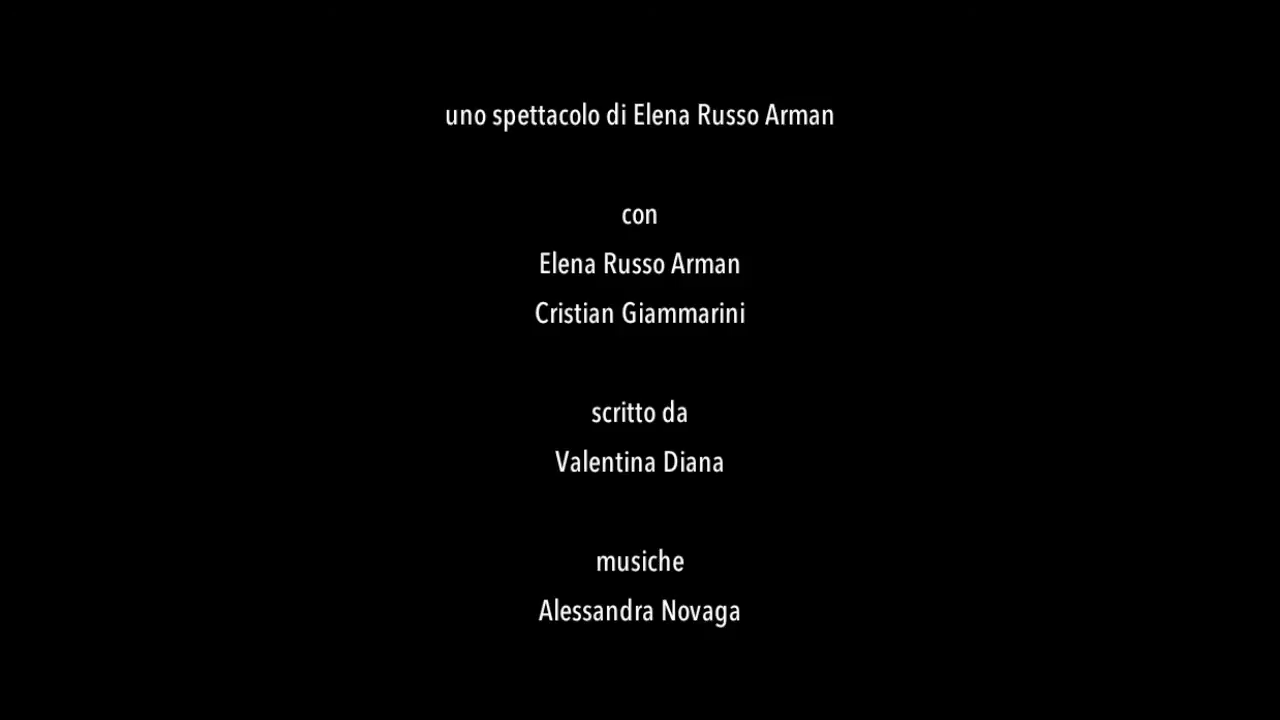 uno spettacolo di Elena Russo Arman
con
Elena Russo Arman
Cristian Giammarini
scritto da
Valentina Diana
musiche
Alessandra Novaga